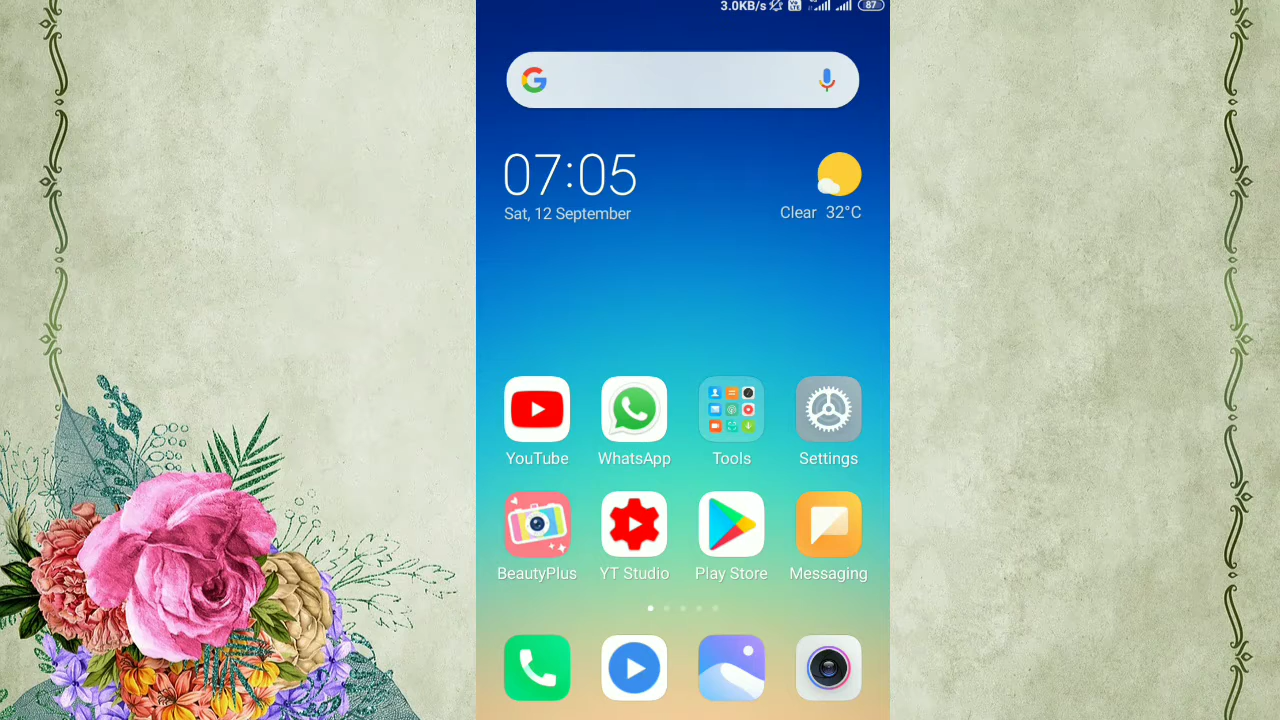 3.0KB/s 87
07:05
Sat, 12 September
Clear 32°C
YouTube WhatsApp Tools Settings
BeautyPlus YT Studio Play Store Messaging